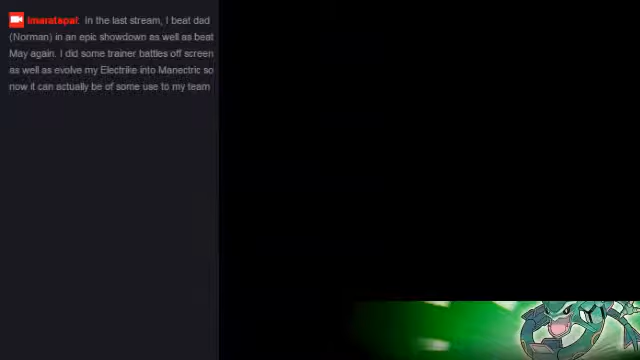 Imaratspal: In the last stream, I beat dad
(Norman) in an epic showdown as well as beat
May again. I did some trainer battles off screen
as well as evolve my Electrike into Manectric so
now it can actually be of some use to my team